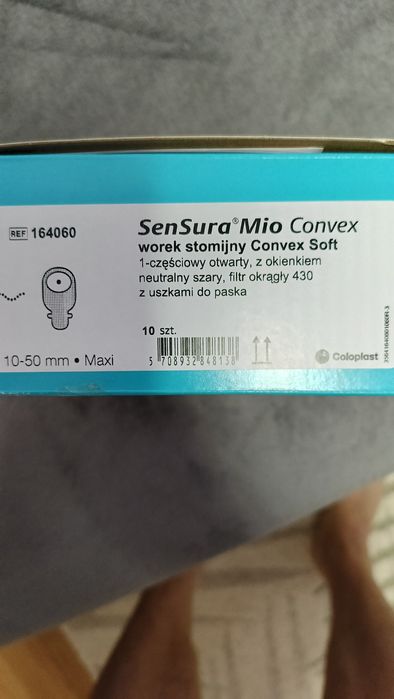 REF 164060
SenSura® Mio Convex
worek stomijny Convex Soft
1-częściowy otwarty, z okienkiem
neutralny szary, filtr okrągły 430
z uszkami do paska
10 szt.
10-50 mm • Maxi
5 708932 848138
Coloplast